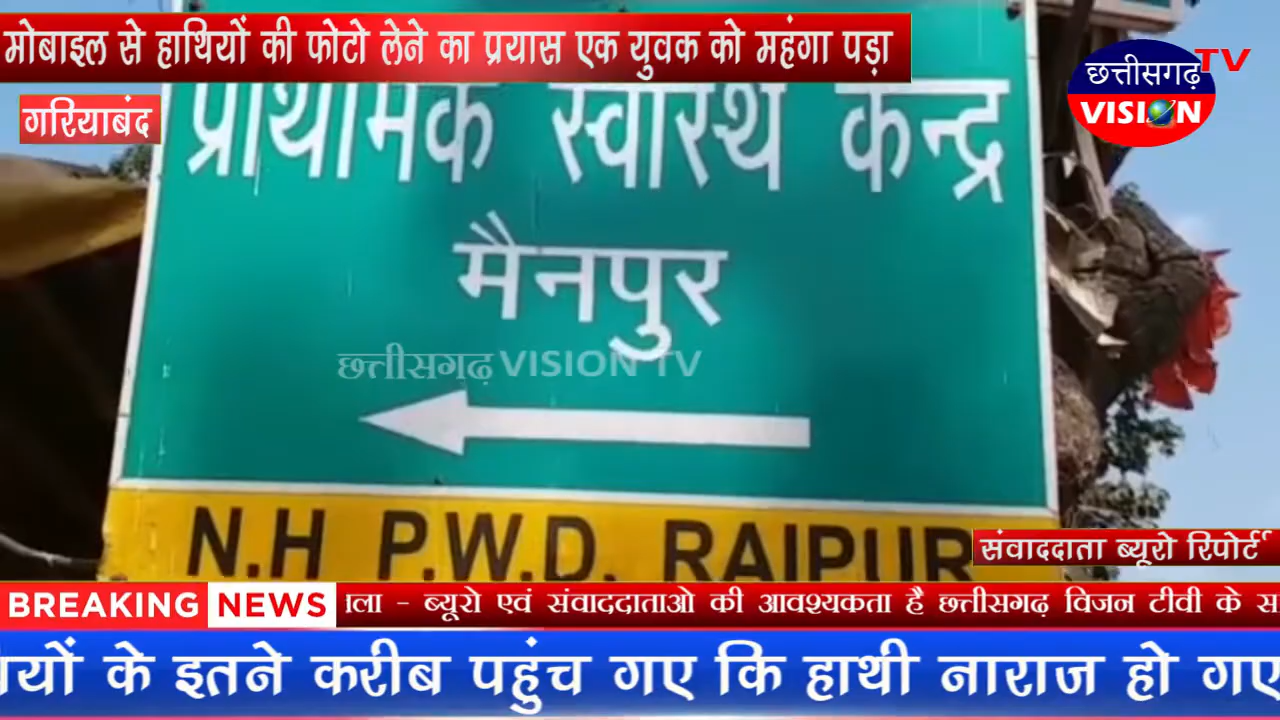 मोबाइल से हाथियों की फोटो लेने का प्रयास एक युवक को महंगा पड़ा
छत्तीसगढ़ TV
VISION
गरियाबंद
प्राथमिक स्वास्थ केन्द्र
मैनपुर
छत्तीसगढ़ VISION TV
N.H P.W.D. RAIPUR
संवाददाता ब्यूरो रिपोर्ट
BREAKING NEWS - ब्यूरो एवं संवाददाताओ की आवश्यकता है छत्तीसगढ़ विजन टीवी के
के इतने करीब पहुंच गए कि हाथी नाराज हो गए